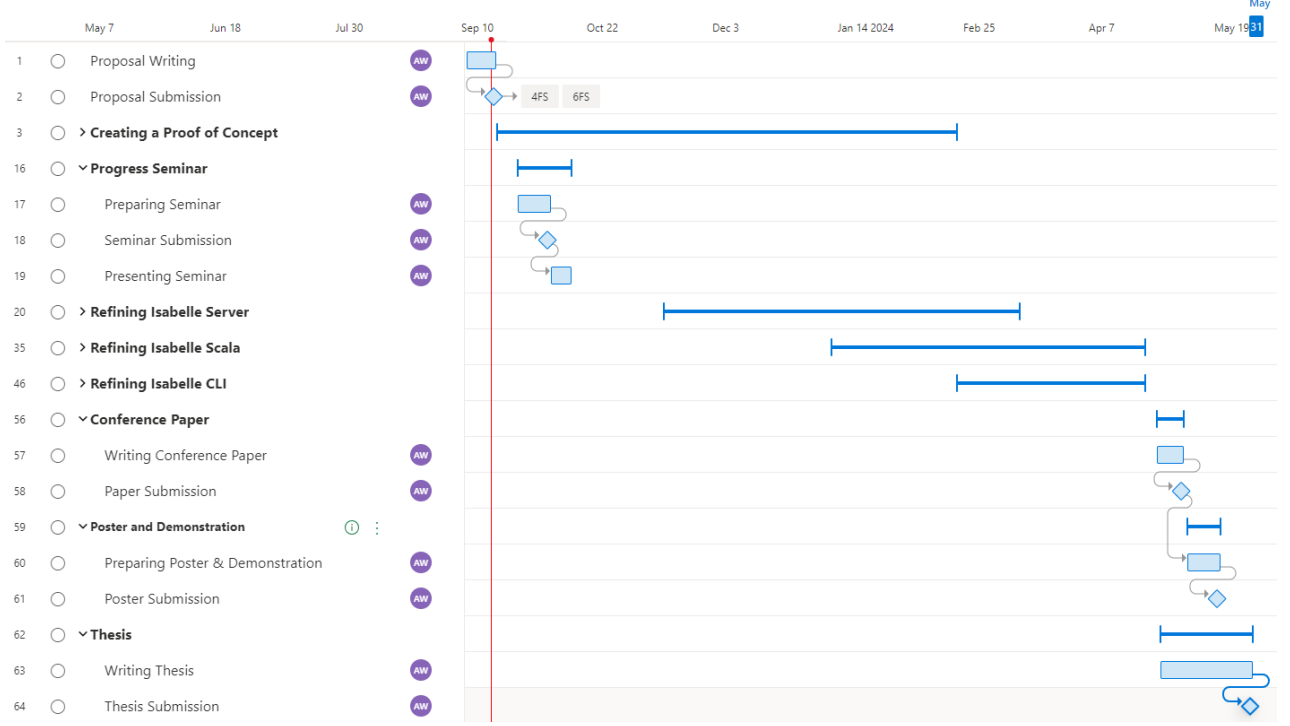 May
May 7 Jun 18 Jul 30 Sep 10 Oct 22 Dec 3 Jan 14 2024 Feb 25 Apr 7 May 19 31
1 Proposal Writing AW
2 Proposal Submission AW 4FS 6FS
3 Creating a Proof of Concept
16 Progress Seminar
17 Preparing Seminar AW
18 Seminar Submission AW
19 Presenting Seminar AW
20 Refining Isabelle Server
35 Refining Isabelle Scala
46 Refining Isabelle CLI
56 Conference Paper
57 Writing Conference Paper AW
58 Paper Submission AW
59 Poster and Demonstration
60 Preparing Poster & Demonstration AW
61 Poster Submission AW
62 Thesis
63 Writing Thesis AW
64 Thesis Submission AW